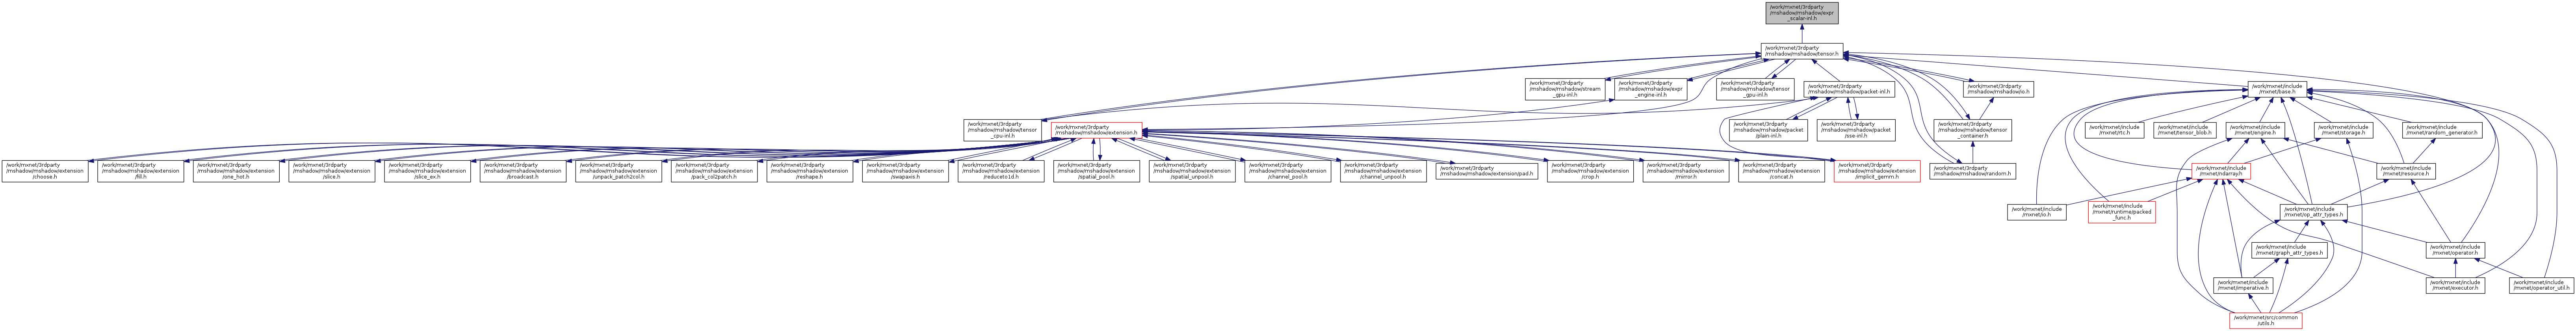 /work/mxnet/3rdparty
/mshadow/mshadow/expr
_scalar-inl.h
/work/mxnet/3rdparty
/mshadow/mshadow/tensor.h
/work/mxnet/3rdparty
/mshadow/mshadow/stream
_gpu-inl.h
/work/mxnet/3rdparty
/mshadow/mshadow/expr
_engine-inl.h
/work/mxnet/3rdparty
/mshadow/mshadow/tensor
_gpu-inl.h
/work/mxnet/3rdparty
/mshadow/mshadow/packet-inl.h
/work/mxnet/3rdparty
/mshadow/mshadow/io.h
/work/mxnet/include
/mxnet/base.h
/work/mxnet/3rdparty
/mshadow/mshadow/tensor
_cpu-inl.h
/work/mxnet/3rdparty
/mshadow/mshadow/extension.h
/work/mxnet/3rdparty
/mshadow/mshadow/packet
/plain-inl.h
/work/mxnet/3rdparty
/mshadow/mshadow/packet
/sse-inl.h
/work/mxnet/3rdparty
/mshadow/mshadow/tensor
_container.h
/work/mxnet/include
/mxnet/rtc.h
/work/mxnet/include
/mxnet/tensor_blob.h
/work/mxnet/include
/mxnet/engine.h
/work/mxnet/include
/mxnet/storage.h
/work/mxnet/include
/mxnet/random_generator.h
/work/mxnet/3rdparty
/mshadow/mshadow/extension
/choose.h
/work/mxnet/3rdparty
/mshadow/mshadow/extension
/fill.h
/work/mxnet/3rdparty
/mshadow/mshadow/extension
/one_hot.h
/work/mxnet/3rdparty
/mshadow/mshadow/extension
/slice.h
/work/mxnet/3rdparty
/mshadow/mshadow/extension
/slice_ex.h
/work/mxnet/3rdparty
/mshadow/mshadow/extension
/broadcast.h
/work/mxnet/3rdparty
/mshadow/mshadow/extension
/unpack_patch2col.h
/work/mxnet/3rdparty
/mshadow/mshadow/extension
/pack_col2patch.h
/work/mxnet/3rdparty
/mshadow/mshadow/extension
/reshape.h
/work/mxnet/3rdparty
/mshadow/mshadow/extension
/swapaxis.h
/work/mxnet/3rdparty
/mshadow/mshadow/extension
/reduceto1d.h
/work/mxnet/3rdparty
/mshadow/mshadow/extension
/spatial_pool.h
/work/mxnet/3rdparty
/mshadow/mshadow/extension
/spatial_unpool.h
/work/mxnet/3rdparty
/mshadow/mshadow/extension
/channel_pool.h
/work/mxnet/3rdparty
/mshadow/mshadow/extension
/channel_unpool.h
/work/mxnet/3rdparty
/mshadow/mshadow/extension/pad.h
/work/mxnet/3rdparty
/mshadow/mshadow/extension
/crop.h
/work/mxnet/3rdparty
/mshadow/mshadow/extension
/mirror.h
/work/mxnet/3rdparty
/mshadow/mshadow/extension
/concat.h
/work/mxnet/3rdparty
/mshadow/mshadow/extension
/implicit_gemm.h
/work/mxnet/3rdparty
/mshadow/mshadow/random.h
/work/mxnet/include
/mxnet/ndarray.h
/work/mxnet/include
/mxnet/resource.h
/work/mxnet/include
/mxnet/io.h
/work/mxnet/include
/mxnet/runtime/packed
_func.h
/work/mxnet/include
/mxnet/op_attr_types.h
/work/mxnet/include
/mxnet/graph_attr_types.h
/work/mxnet/include
/mxnet/operator.h
/work/mxnet/include
/mxnet/imperative.h
/work/mxnet/include
/mxnet/executor.h
/work/mxnet/include
/mxnet/operator_util.h
/work/mxnet/src/common
/utils.h